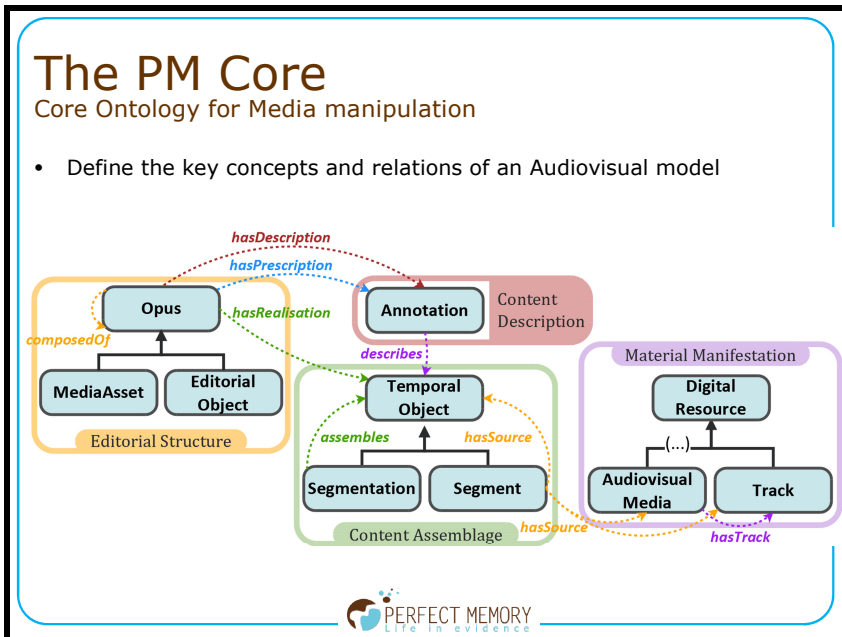 The PM Core
Core Ontology for Media manipulation
• Define the key concepts and relations of an Audiovisual model
hasDescription
hasPrescription
Opus
hasRealisation
composedOf
MediaAsset
Editorial
Object
Editorial Structure
Annotation
Content
Description
describes
Temporal
Object
assembles
hasSource
Segmentation
Segment
hasSource
Content Assemblage
Material Manifestation
Digital
Resource
(...)
Audiovisual
Media
Track
hasTrack
PERFECT MEMORY
Life in evidence